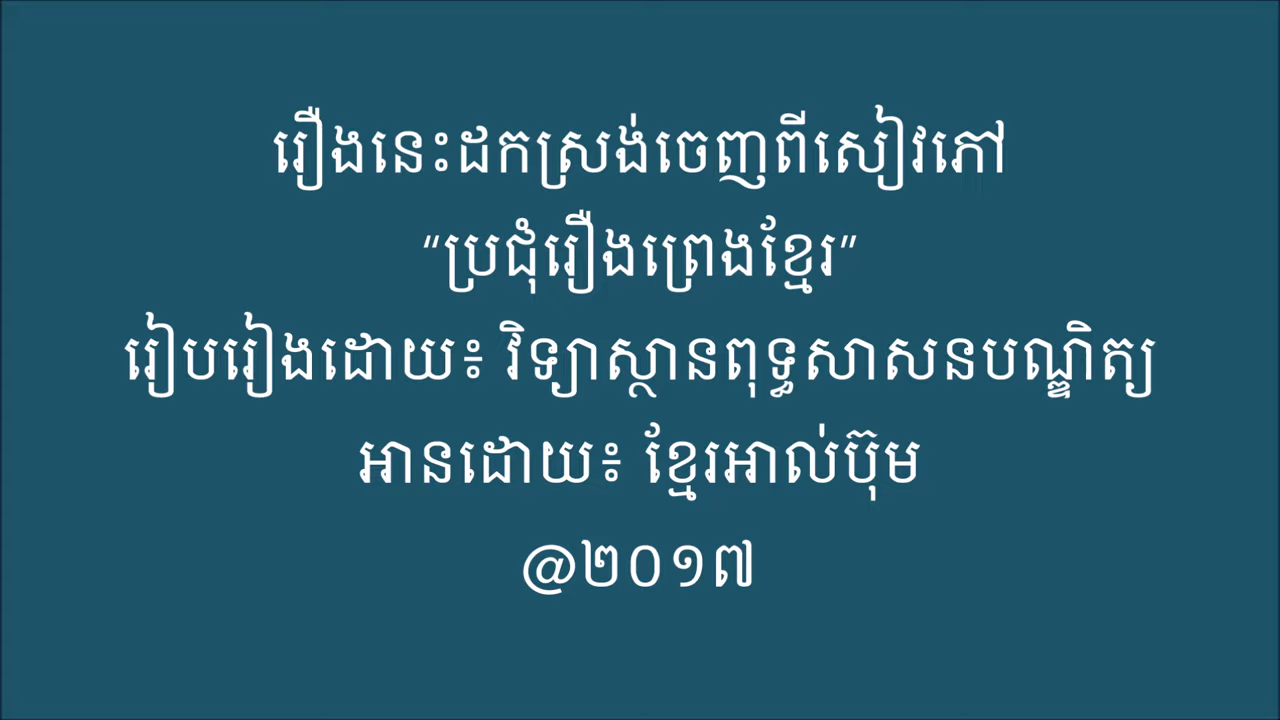 រឿងនេះដកស្រង់ចេញពីសៀវភៅ
“ប្រជុំរឿងព្រេងខ្មែរ”
រៀបរៀងដោយ៖ វិទ្យាស្ថានពុទ្ធសាសនបណ្ឌិត្យ
អានដោយ៖ ខ្មែរអាល់ប៊ុម
@២០១៧